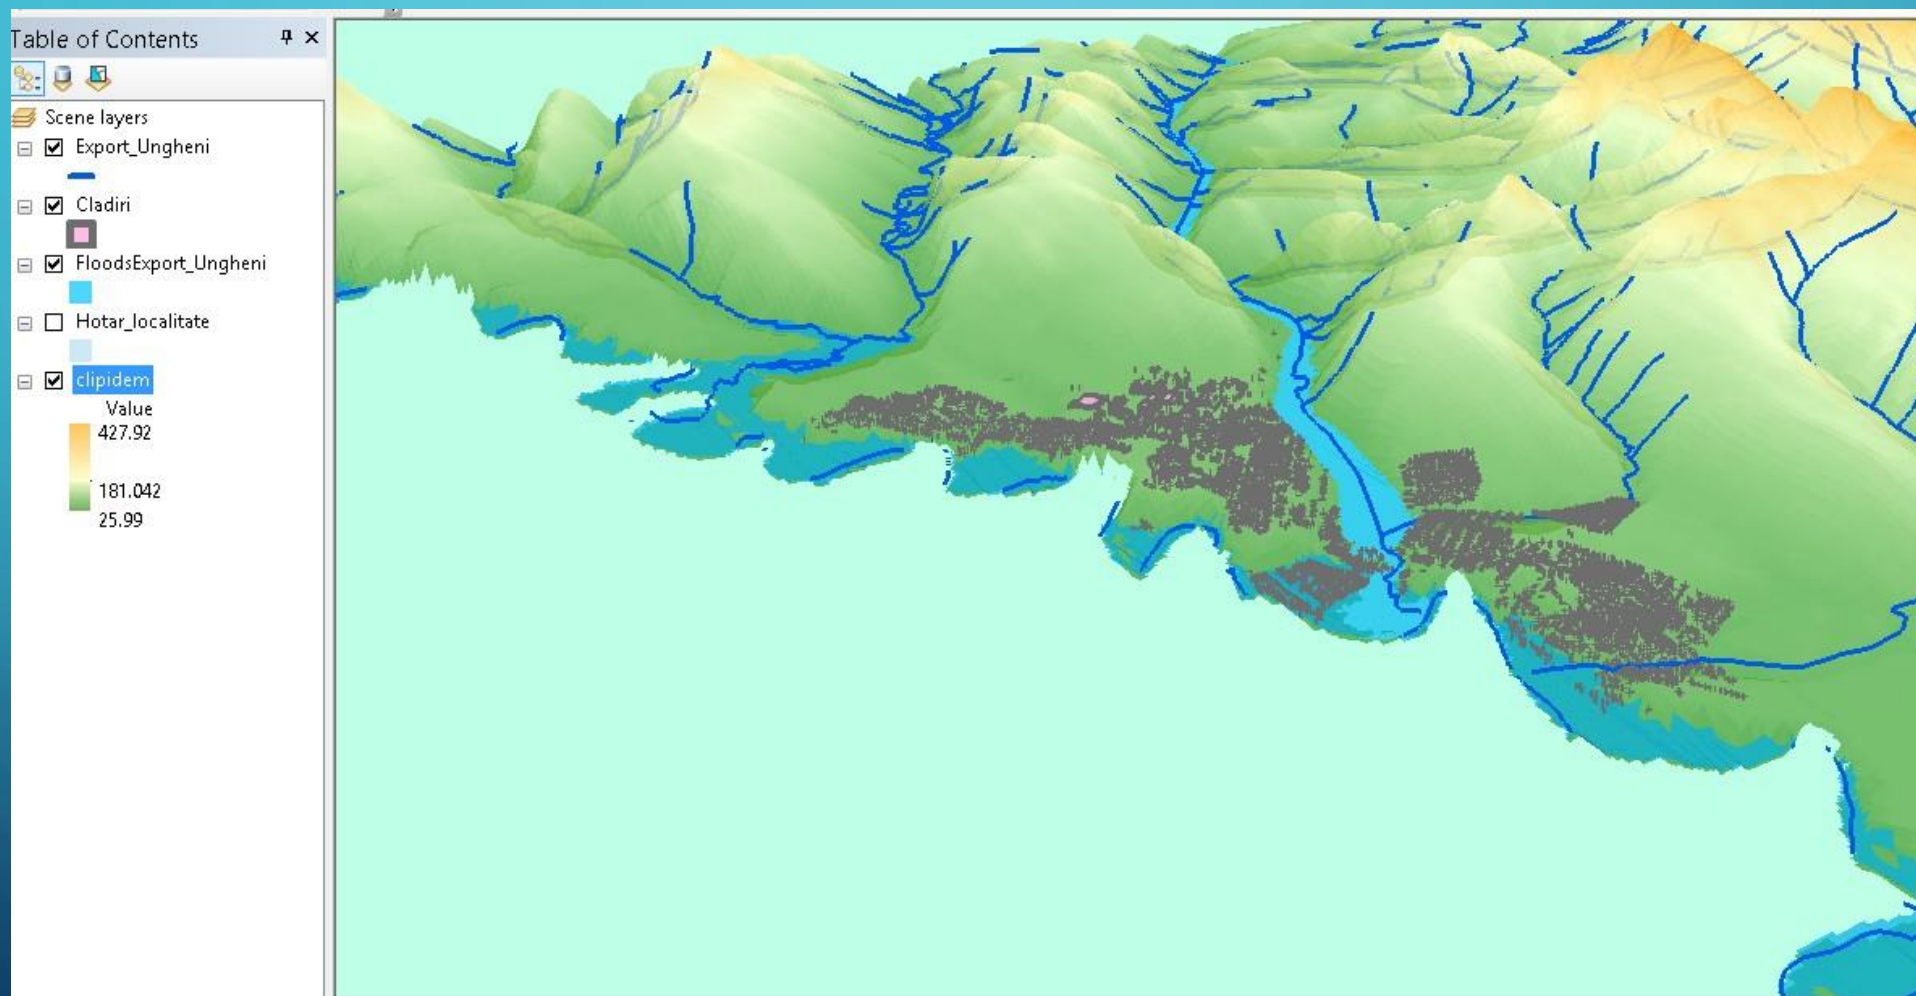 Table of Contents
Scene layers
Export_Ungheni
Cladiri
FloodsExport_Ungheni
Hotar_localitate
clipidem
Value
427.92
181.042
25.99